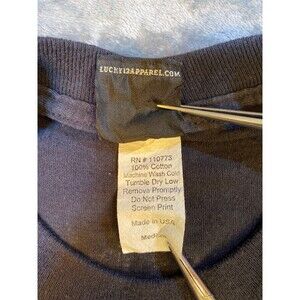 LUCKY13APPAREL.COM
RN # 110773
100% Cotton
Machine Wash Cold
Tumble Dry Low
Remove Promptly
Do Not Press
Screen Print
Made in USA